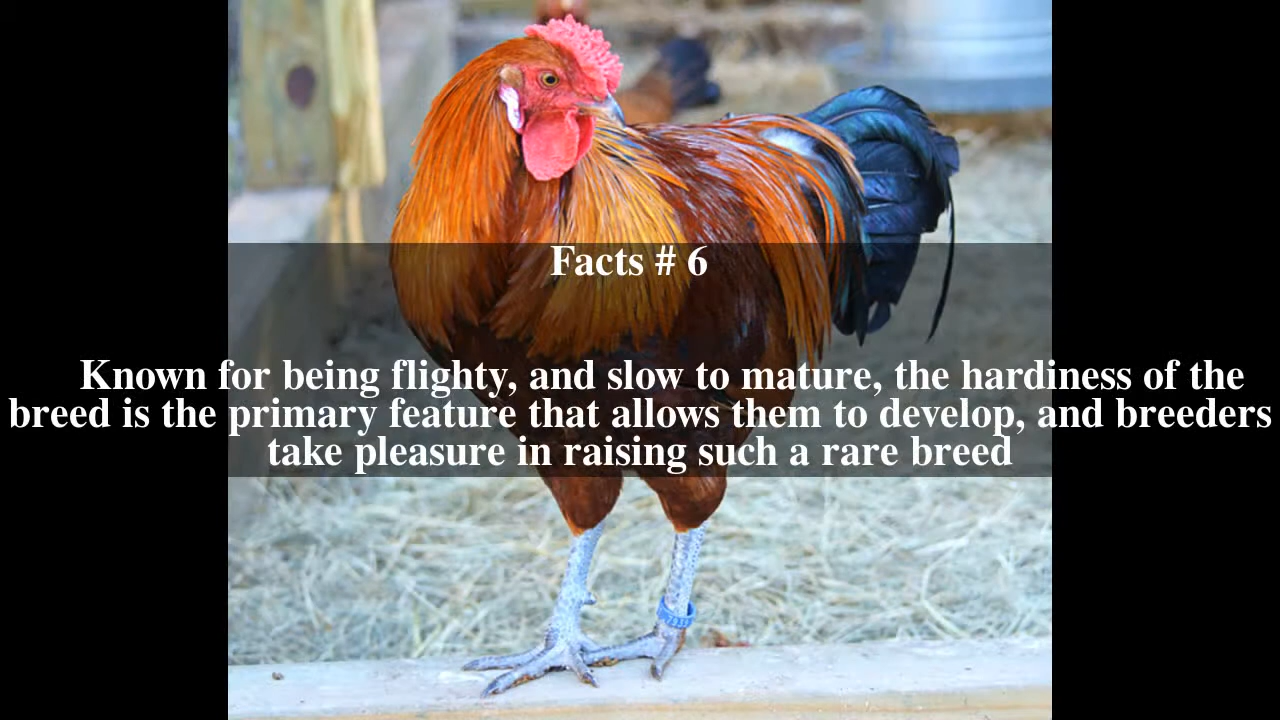 Facts # 6
Known for being flighty, and slow to mature, the hardiness of the
breed is the primary feature that allows them to develop, and breeders
take pleasure in raising such a rare breed